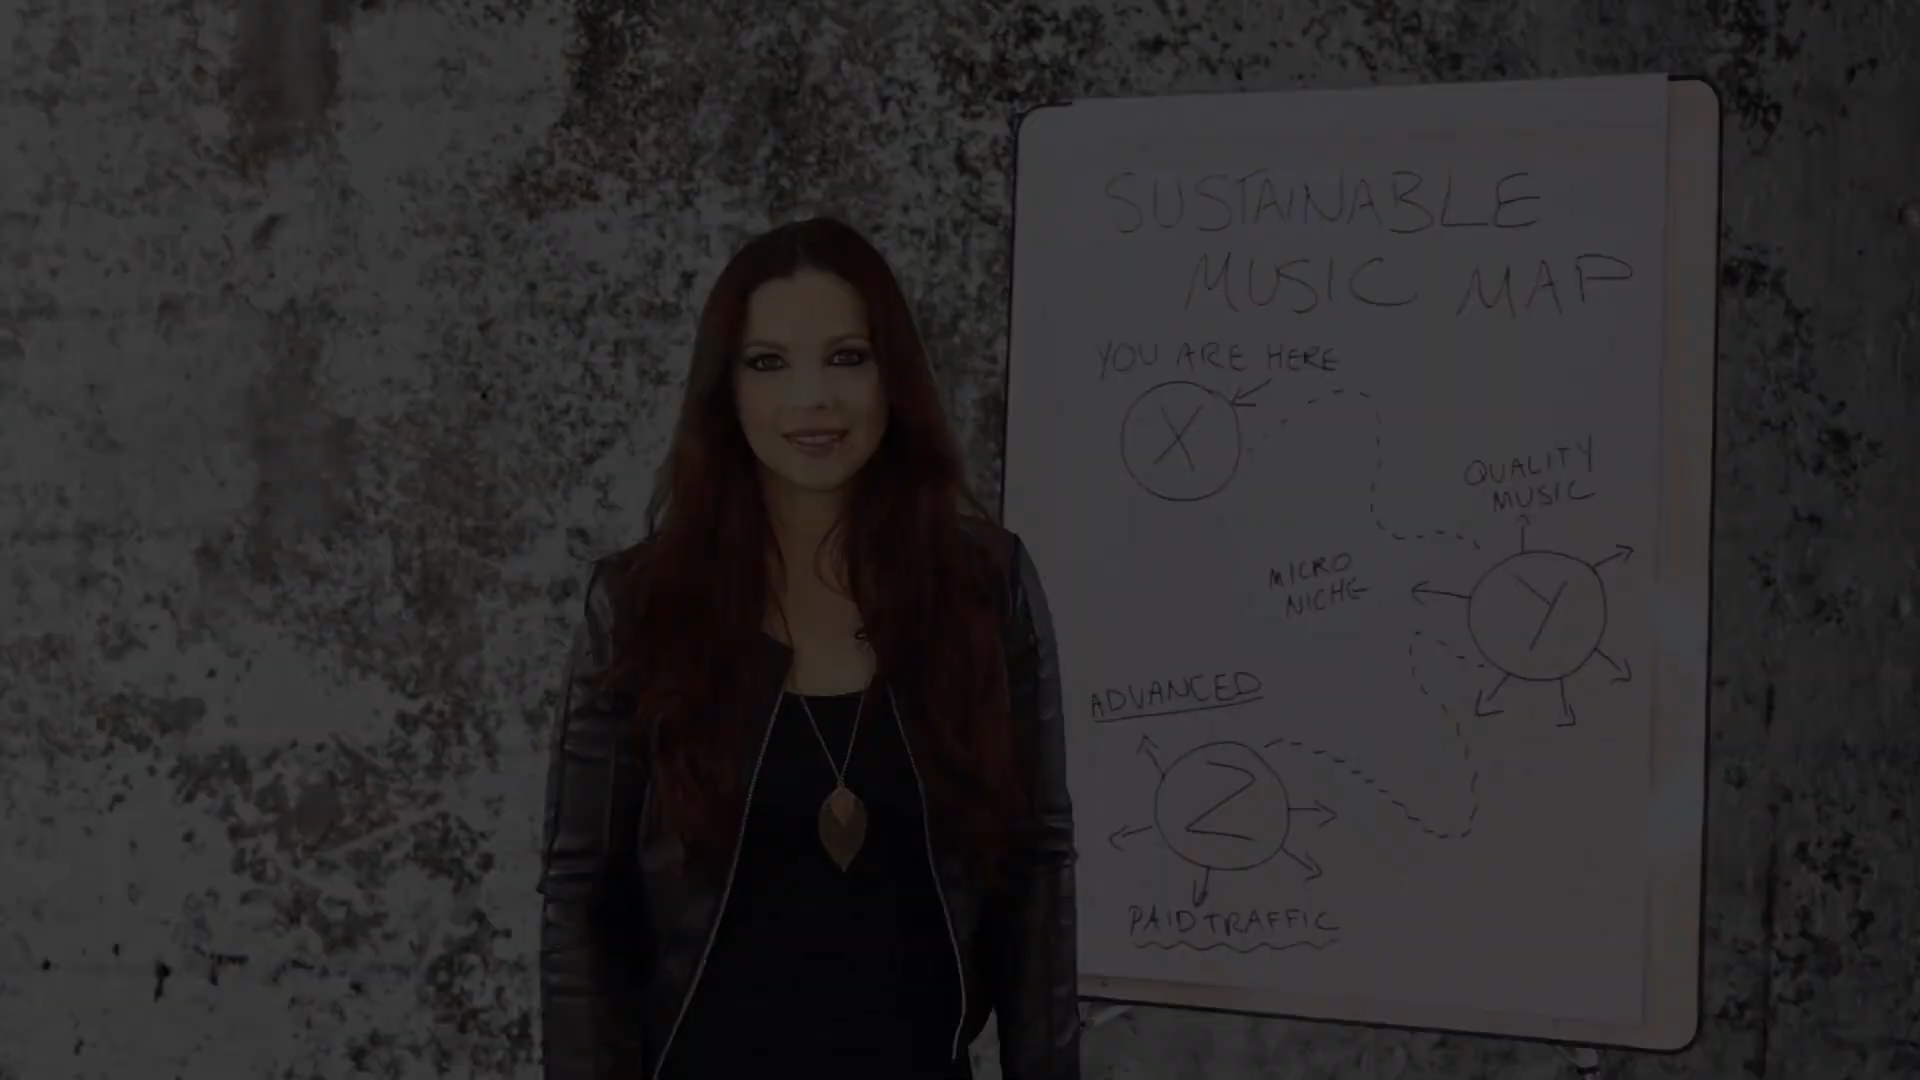 SUSTAINABLE
MUSIC MAP
YOU ARE HERE
X
QUALITY
MUSIC
MICRO
NICHE
Y
ADVANCED
Z
PAID TRAFFIC